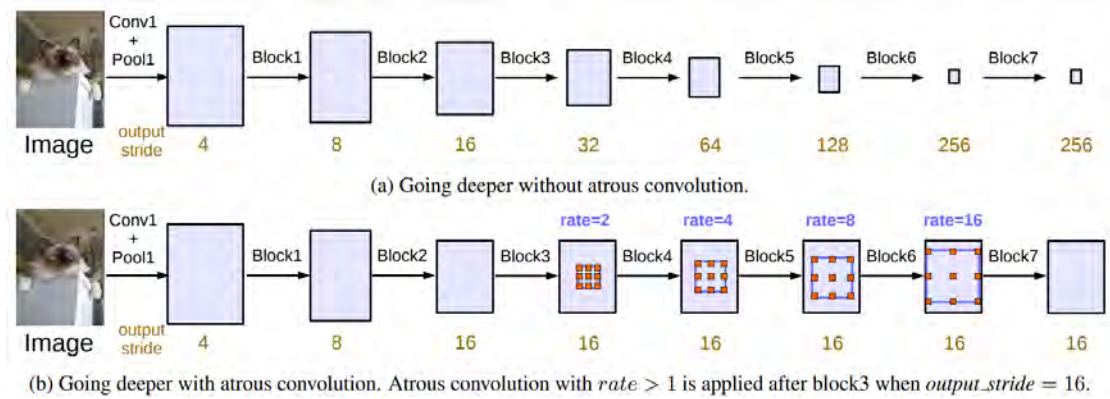 Conv1
+
Pool1
Block1
Block2
Block3
Block4
Block5
Block6
Block7
Image
output
stride
4
8
16
32
64
128
256
256
(a) Going deeper without atrous convolution.
rate=2
rate=4
rate=8
rate=16
Conv1
+
Pool1
Block1
Block2
Block3
Block4
Block5
Block6
Block7
Image
output
stride
4
8
16
16
16
16
16
16
(b) Going deeper with atrous convolution. Atrous convolution with rate > 1 is applied after block3 when output_stride = 16.